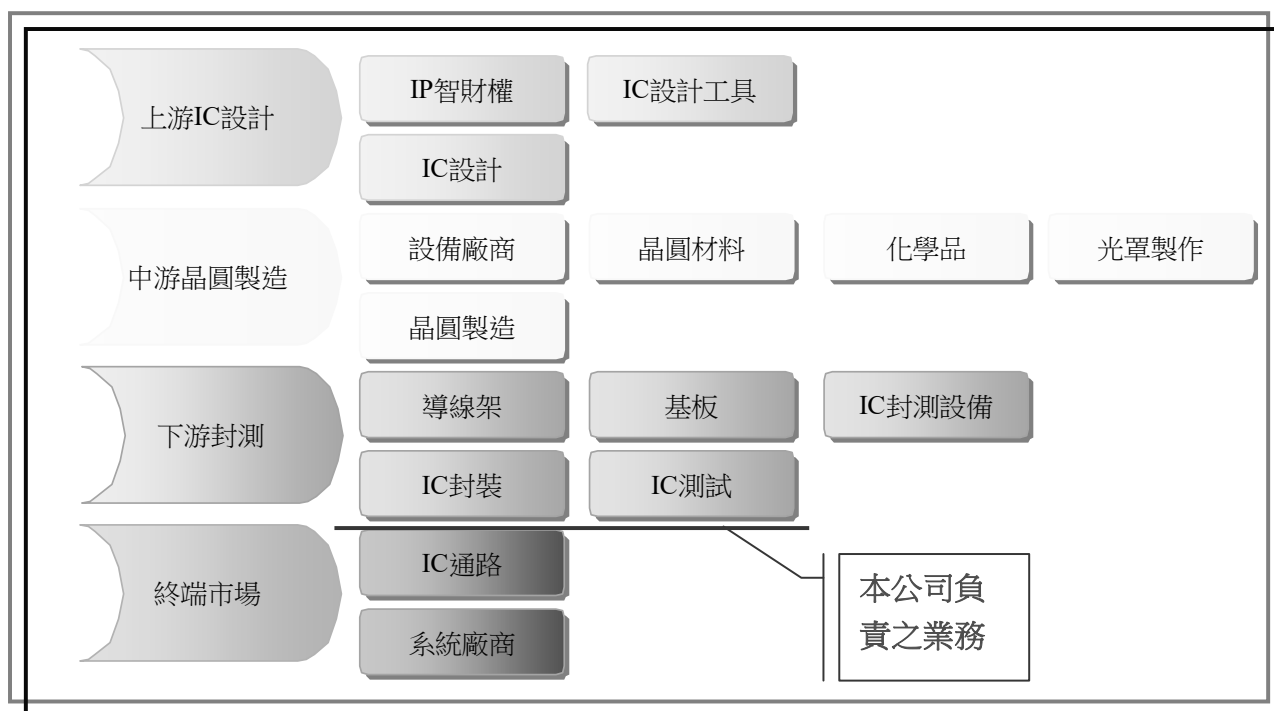 上游IC設計
IP智財權
IC設計工具
IC設計
中游晶圓製造
設備廠商
晶圓材料
化學品
光罩製作
晶圓製造
下游封測
導線架
基板
IC封測設備
IC封裝
IC測試
終端市場
IC通路
系統廠商
本公司負
責之業務